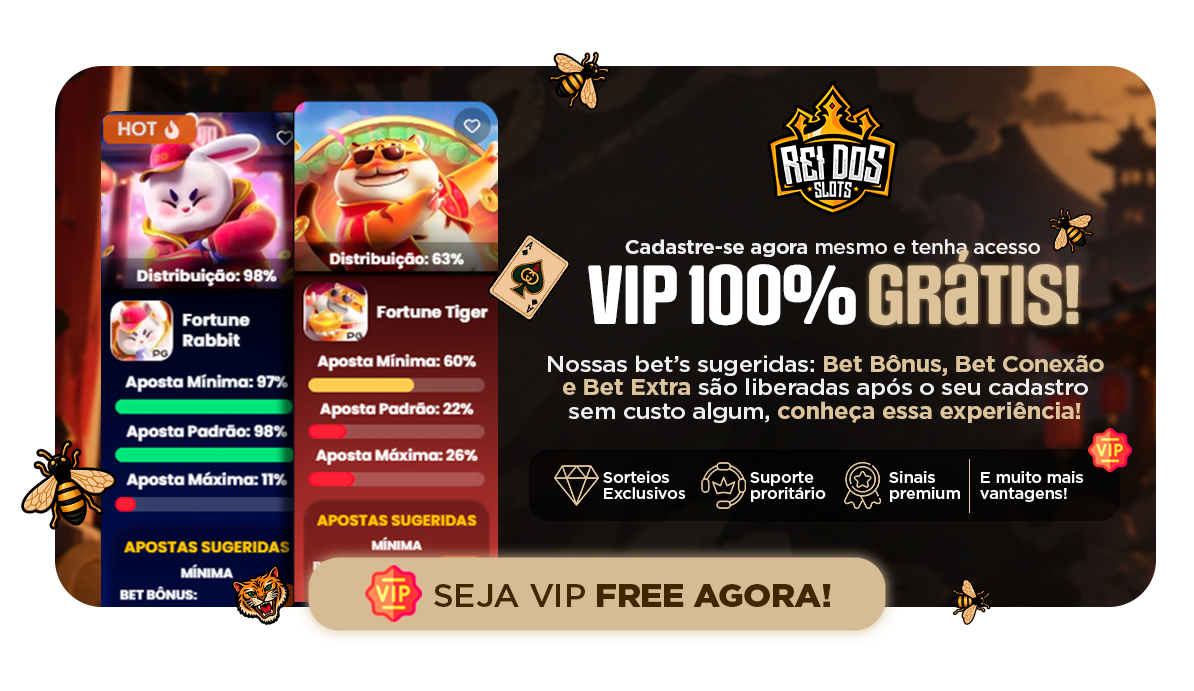 HOT
Distribuição: 98%
Fortune
Rabbit
PG
Aposta Mínima: 97%
Aposta Padrão: 98%
Aposta Máxima: 11%
APOSTAS SUGERIDAS
MÍNIMA
BET BÔNUS:
Distribuição: 63%
Fortune Tiger
PG
Aposta Mínima: 60%
Aposta Padrão: 22%
Aposta Máxima: 26%
APOSTAS SUGERIDAS
MÍNIMA
A
A
REI DOS
SLOTS
Cadastre-se agora mesmo e tenha acesso
VIP 100% GRáTIS!
Nossas bet’s sugeridas: Bet Bônus, Bet Conexão
e Bet Extra são liberadas após o seu cadastro
sem custo algum, conheça essa experiência!
VIP
Sorteios
Exclusivos
Suporte
proritário
Sinais
premium
E muito mais
vantagens!
VIP
SEJA VIP FREE AGORA!